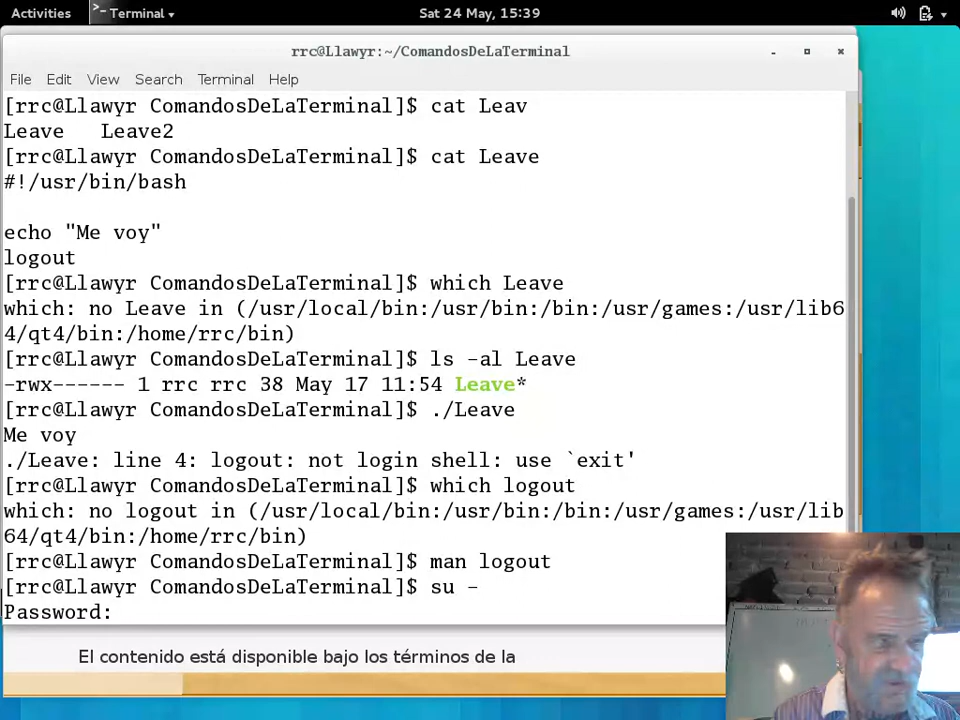 Activities Terminal Sat 24 May, 15:39
rrc@Llawyr:~/ComandosDeLaTerminal
File Edit View Search Terminal Help
[rrc@Llawyr ComandosDeLaTerminal]$ cat Leav
Leave Leave2
[rrc@Llawyr ComandosDeLaTerminal]$ cat Leave
#!/usr/bin/bash
echo "Me voy"
logout
[rrc@Llawyr ComandosDeLaTerminal]$ which Leave
which: no Leave in (/usr/local/bin:/usr/bin:/bin:/usr/games:/usr/lib6
4/qt4/bin:/home/rrc/bin)
[rrc@Llawyr ComandosDeLaTerminal]$ ls -al Leave
-rwx------ 1 rrc rrc 38 May 17 11:54 Leave*
[rrc@Llawyr ComandosDeLaTerminal]$ ./Leave
Me voy
./Leave: line 4: logout: not login shell: use `exit'
[rrc@Llawyr ComandosDeLaTerminal]$ which logout
which: no logout in (/usr/local/bin:/usr/bin:/bin:/usr/games:/usr/lib
64/qt4/bin:/home/rrc/bin)
[rrc@Llawyr ComandosDeLaTerminal]$ man logout
[rrc@Llawyr ComandosDeLaTerminal]$ su -
Password:
El contenido está disponible bajo los términos de la